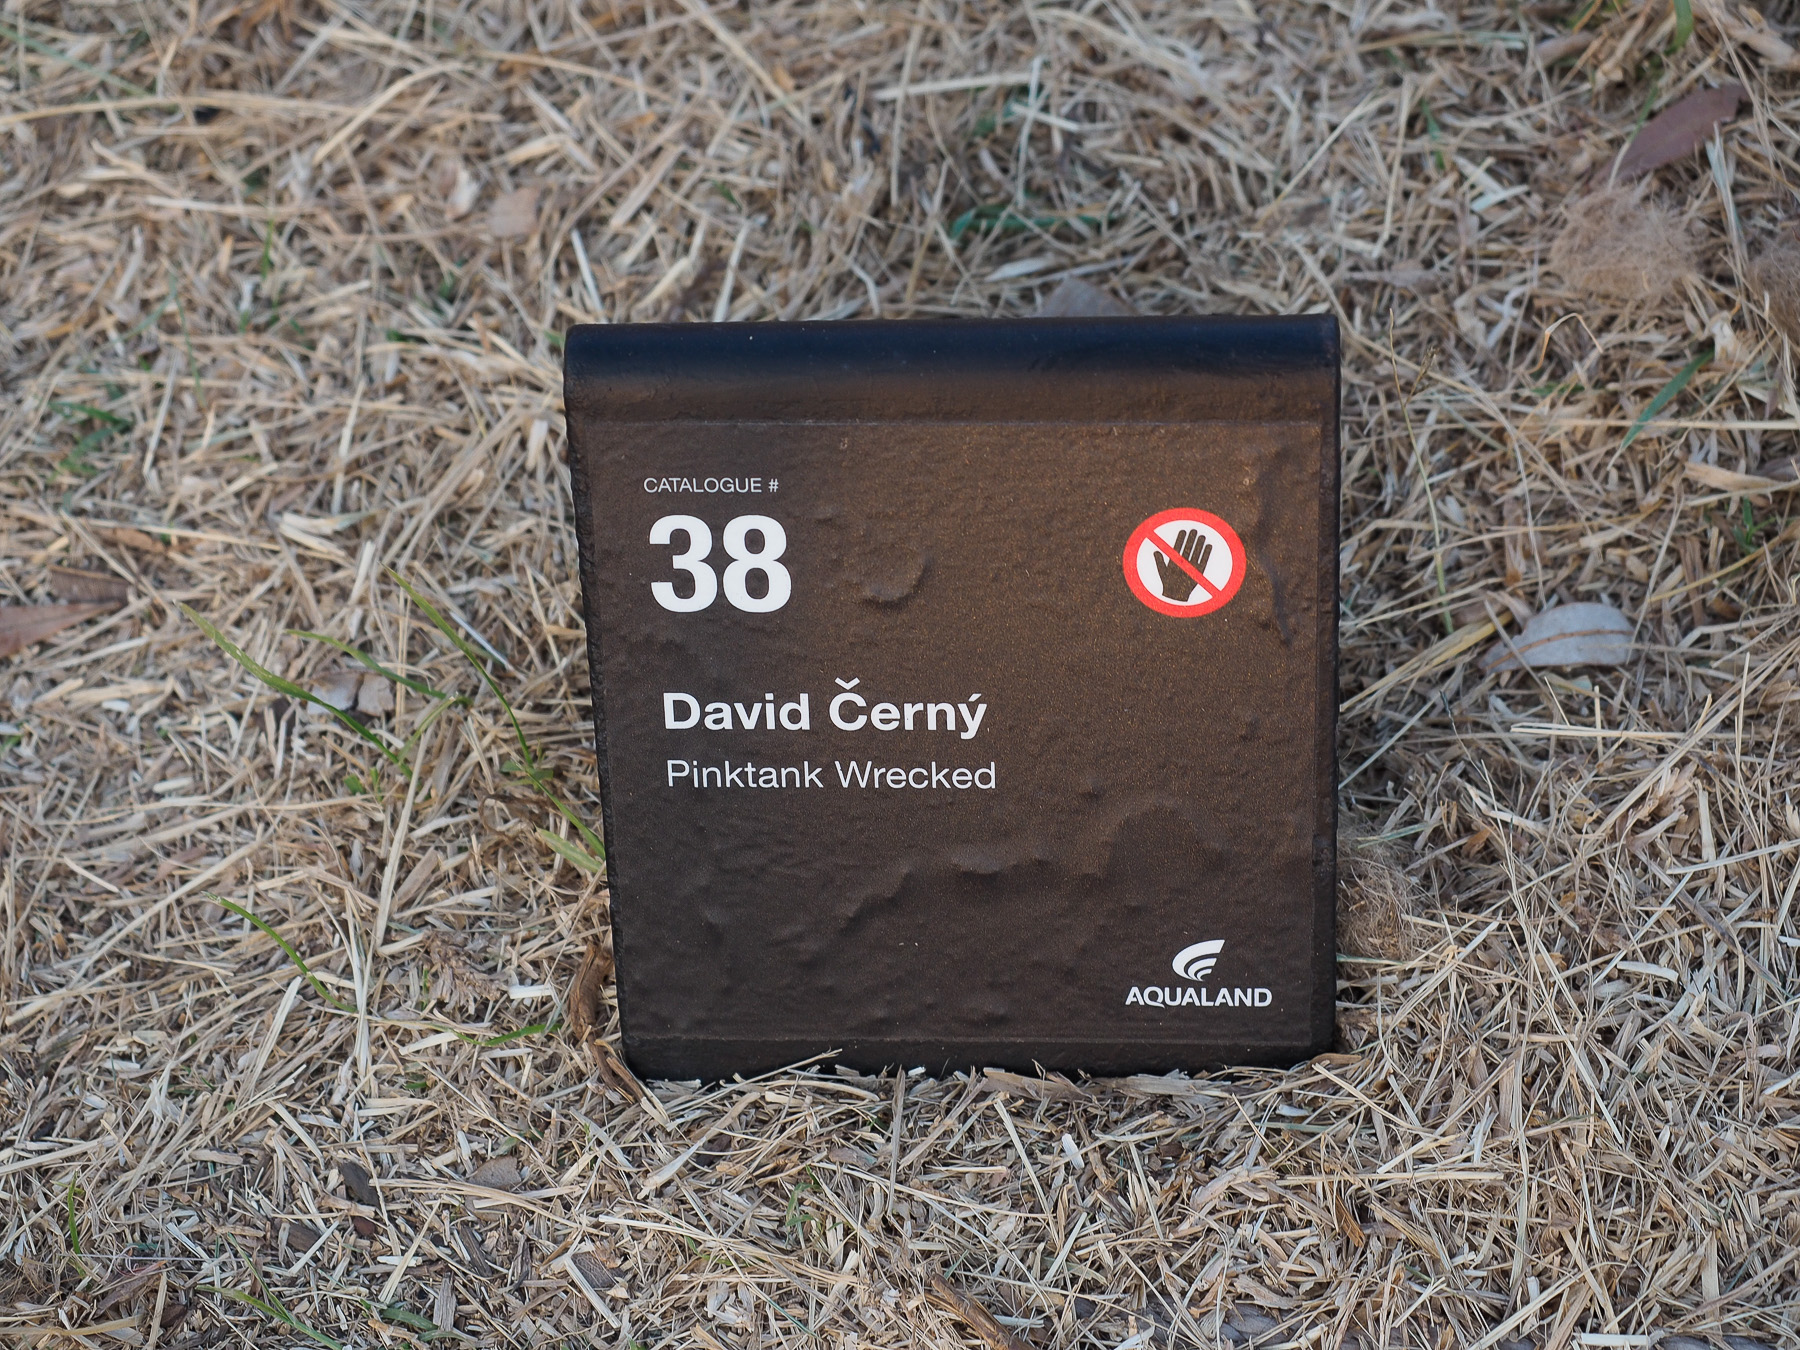 CATALOGUE #
38
David Černý
Pinktank Wrecked
AQUALAND